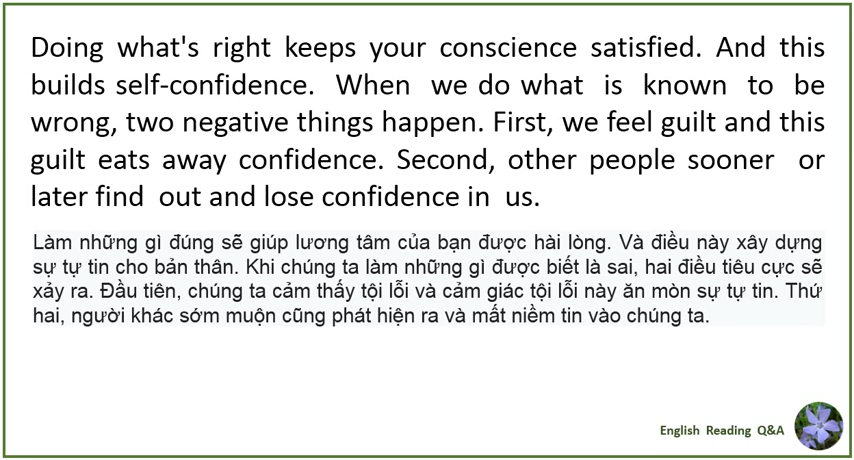 Doing what's right keeps your conscience satisfied. And this
builds self-confidence. When we do what is known to be
wrong, two negative things happen. First, we feel guilt and this
guilt eats away confidence. Second, other people sooner or
later find out and lose confidence in us.
Làm những gì đúng sẽ giúp lương tâm của bạn được hài lòng. Và điều này xây dựng
sự tự tin cho bản thân. Khi chúng ta làm những gì được biết là sai, hai điều tiêu cực sẽ
xảy ra. Đầu tiên, chúng ta cảm thấy tội lỗi và cảm giác tội lỗi này ăn mòn sự tự tin. Thứ
hai, người khác sớm muộn cũng phát hiện ra và mất niềm tin vào chúng ta.
English Reading Q&A